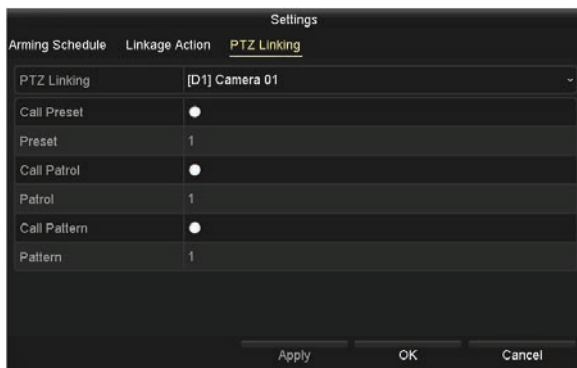 Settings
Arming Schedule Linkage Action PTZ Linking
PTZ Linking [D1] Camera 01
Call Preset
Preset 1
Call Patrol
Patrol 1
Call Pattern
Pattern 1
Apply OK Cancel